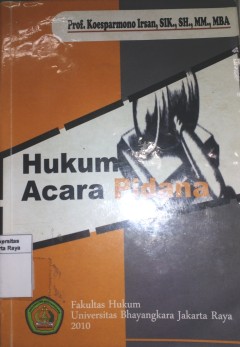 Prof. Koesparmono Irsan, SIK., SH., MM., MBA
Hukum
Acara Pidana
Fakultas Hukum
Universitas Bhayangkara Jakarta Raya
2010